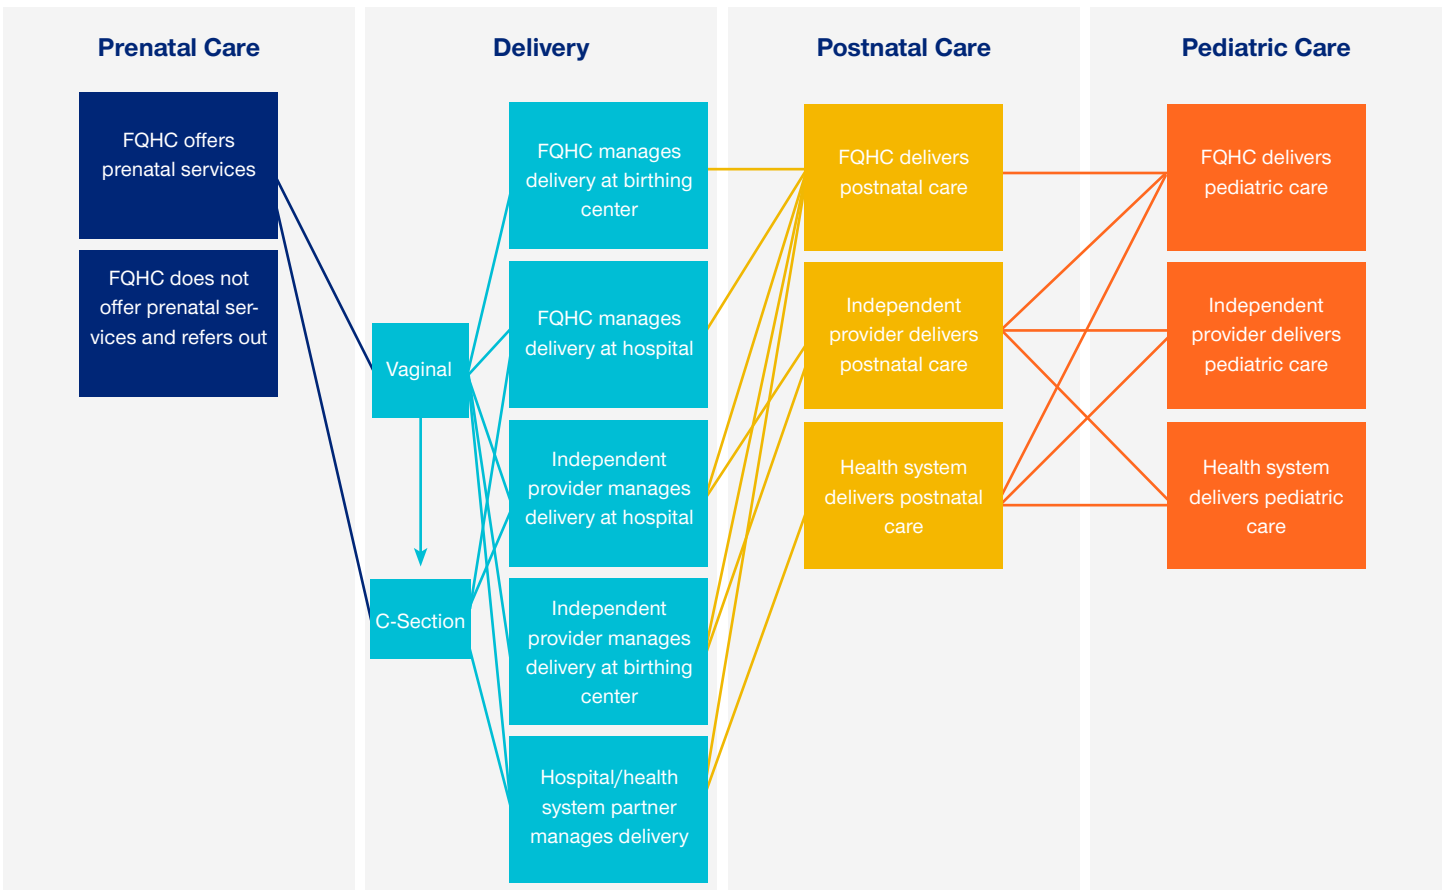 Prenatal Care
FQHC offers
prenatal services
FQHC does not
offer prenatal ser-
vices and refers out
Delivery
Vaginal
C-Section
FQHC manages
delivery at birthing
center
FQHC manages
delivery at hospital
Independent
provider manages
delivery at hospital
Independent
provider manages
delivery at birthing
center
Hospital/health
system partner
manages delivery
Postnatal Care
FQHC delivers
postnatal care
Independent
provider delivers
postnatal care
Health system
delivers postnatal
care
Pediatric Care
FQHC delivers
pediatric care
Independent
provider delivers
pediatric care
Health system
delivers pediatric
care